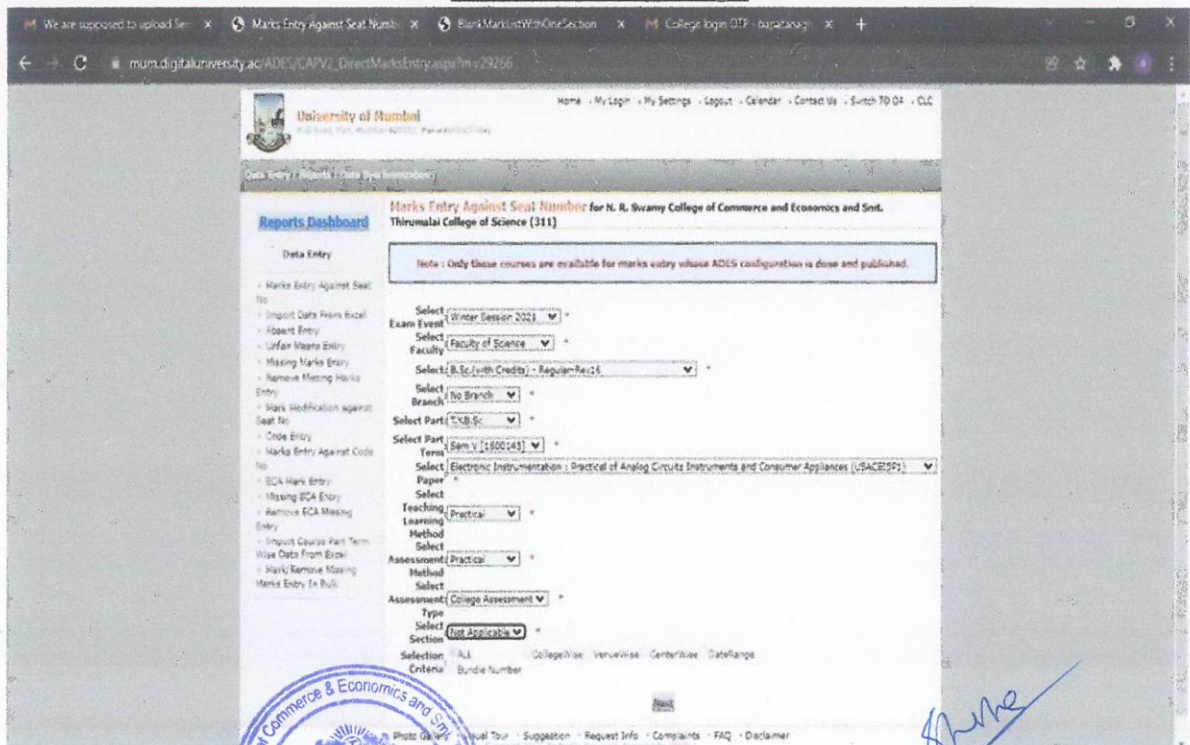 We are supposed to upload Se
Marks Entry Against Seat Numb
BlankMarkListWithOneSection
College login OTP -
mum.digitaluniversity.ac/ADES/CAPV2_DirectMarksEntry.aspx?m=29266
Home My Login My Settings Logout Calendar Contact Us Switch TO Q4 CLC
University of Mumbai
Data Entry Reports Data Synchronization
Marks Entry Against Seat Number for N. R. Swamy College of Commerce and Economics and Smt.
Thirumalai College of Science (311)
Reports Dashboard
Data Entry
Note : Only those courses are available for marks entry whose ADES configuration is done and published.
Marks Entry Against Seat
No
Import Data From Excel
Absent Entry
Unfair Means Entry
Missing Marks Entry
Remove Missing Marks
Entry
Mark Modification against
Seat No
Code Entry
Marks Entry Against Code
No
ECA Mark Entry
Missing ECA Entry
Remove ECA Missing
Entry
Import Course Part Term
Wise Data From Excel
Mark/Remove Missing
Marks Entry In Bulk
Select
Exam Event : Winter Session 2021 *
Select
Faculty : Faculty of Science *
Select : B.Sc.(with Credits) - Regular-Rev16 *
Select
Branch : No Branch *
Select Part : T.Y.B.Sc *
Select Part
Term : Sem V [1S00145] *
Select
Paper : Electronic Instrumentation : Practical of Analog Circuits Instruments and Consumer Appliances (USACEI5P1) *
Select
Teaching
Learning
Method : Practical *
Select
Assessment
Method : Practical *
Select
Assessment
Type : College Assessment *
Select
Section : Not Applicable *
Selection
Criteria
ALL CollegeWise VenueWise CenterWise DateRange
Bundle Number
Next
Commerce & Economics and
Photo Gallery Tour Suggestion Request Info Complaints FAQ Disclaimer